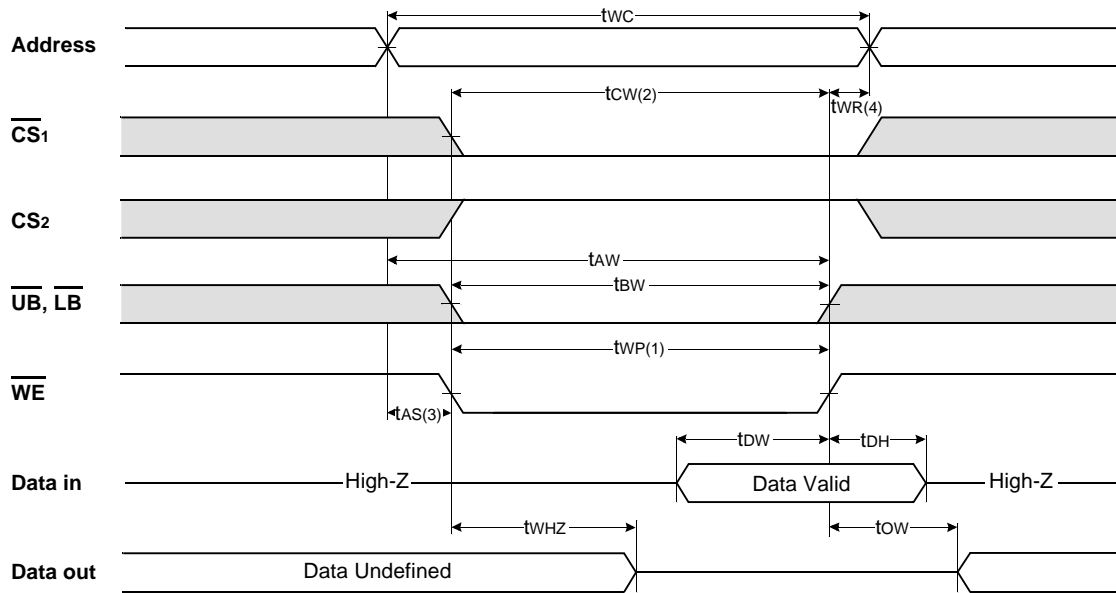 tWC
Address
tCW(2)
tWR(4)
CS1
CS2
tAW
tBW
UB, LB
tWP(1)
WE
tAS(3)
tDW
tDH
Data in
High-Z
Data Valid
High-Z
tWHZ
tOW
Data out
Data Undefined